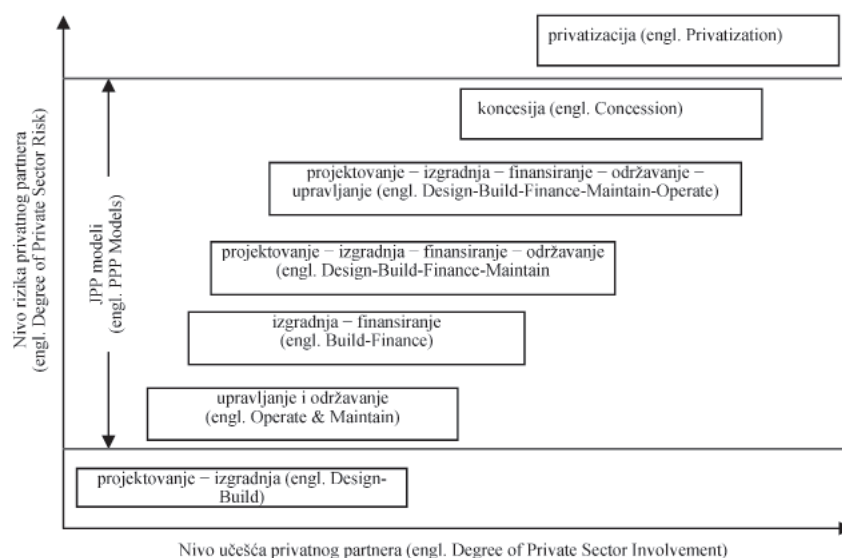 privatizacija (engl. Privatization)
koncesija (engl. Concession)
projektovanje − izgradnja − finansiranje − održavanje −
upravljanje (engl. Design-Build-Finance-Maintain-Operate)
projektovanje − izgradnja − finansiranje − održavanje
(engl. Design-Build-Finance-Maintain
izgradnja − finansiranje
(engl. Build-Finance)
upravljanje i održavanje
(engl. Operate & Maintain)
projektovanje − izgradnja (engl. Design-
Build)
Nivo rizika privatnog partnera
(engl. Degree of Private Sector Risk)
JPP modeli
(engl. PPP Models)
Nivo učešća privatnog partnera (engl. Degree of Private Sector Involvement)